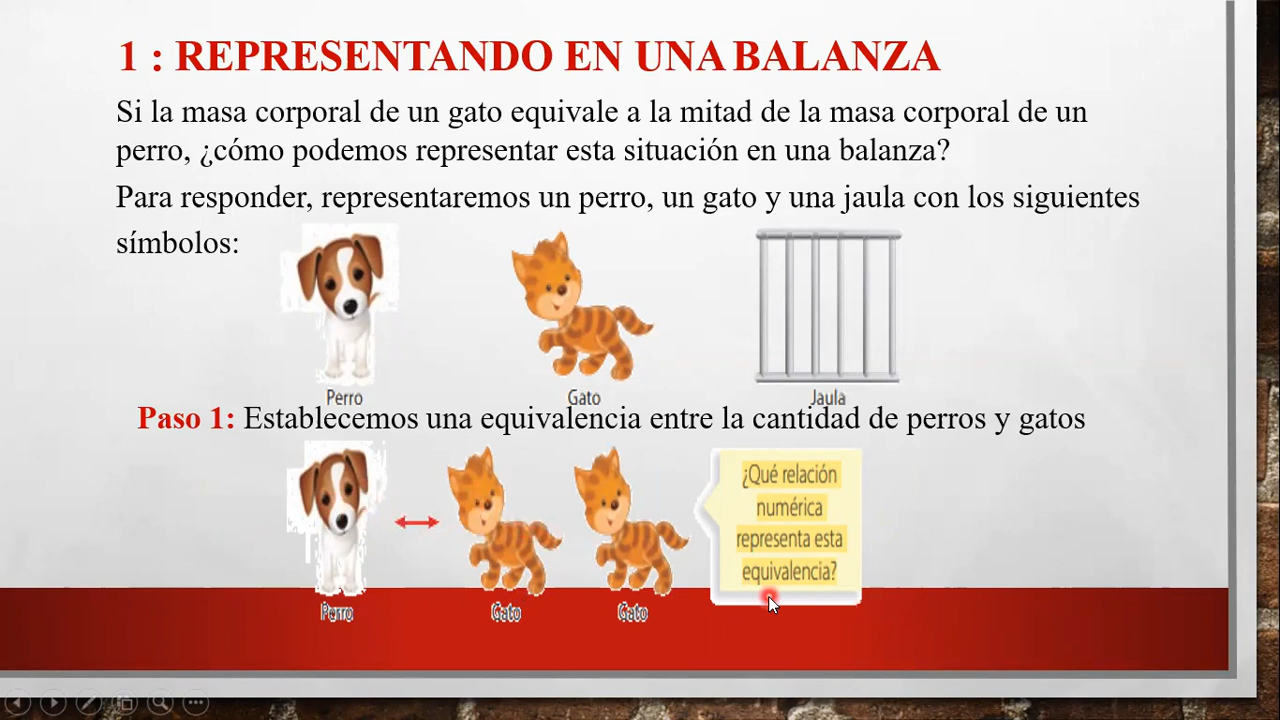 1 : REPRESENTANDO EN UNA BALANZA
Si la masa corporal de un gato equivale a la mitad de la masa corporal de un
perro, ¿cómo podemos representar esta situación en una balanza?
Para responder, representaremos un perro, un gato y una jaula con los siguientes
símbolos:
Perro
Gato
Jaula
Paso 1: Establecemos una equivalencia entre la cantidad de perros y gatos
¿Qué relación
numérica
representa esta
equivalencia?
Perro
Gato
Gato